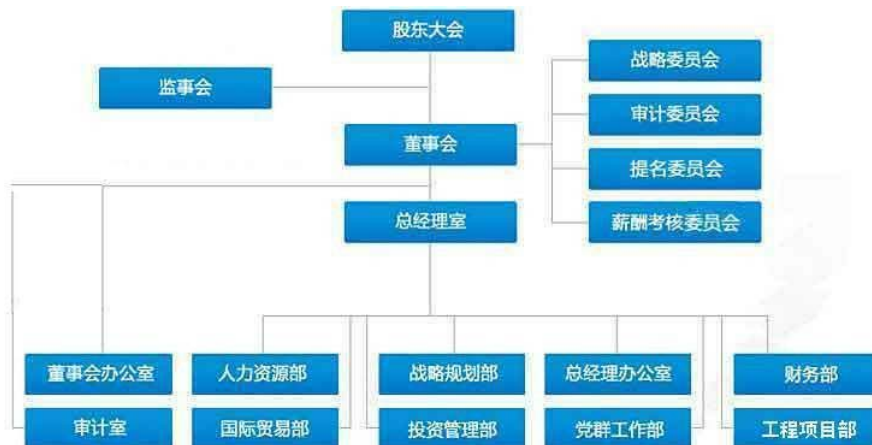 股东大会
战略委员会
监事会
审计委员会
董事会
提名委员会
总经理室
薪酬考核委员会
董事会办公室
人力资源部
战略规划部
总经理办公室
财务部
审计室
国际贸易部
投资管理部
党群工作部
工程项目部